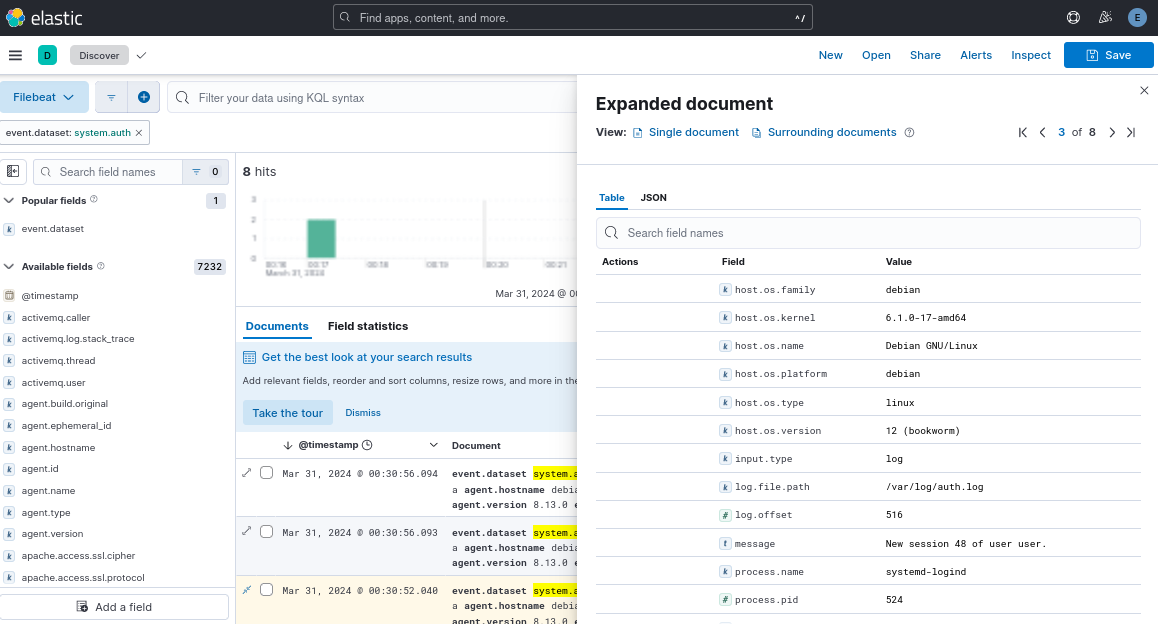 elastic
Find apps, content, and more.
^/
E
D
Discover
New
Open
Share
Alerts
Inspect
Save
Filebeat
Filter your data using KQL syntax
event.dataset: system.auth
Search field names
0
Popular fields
1
event.dataset
Available fields
7232
@timestamp
activemq.caller
activemq.log.stack_trace
activemq.thread
activemq.user
agent.build.original
agent.ephemeral_id
agent.hostname
agent.id
agent.name
agent.type
agent.version
apache.access.ssl.cipher
apache.access.ssl.protocol
Add a field
8 hits
3
2
1
0
00:16
00:17
00:18
00:19
00:20
00:21
March 31, 2024
Mar 31, 2024 @ 00
Documents
Field statistics
Get the best look at your search results
Add relevant fields, reorder and sort columns, resize rows, and more in the
Take the tour
Dismiss
@timestamp
Document
Mar 31, 2024 @ 00:30:56.094
event.dataset system.a
a agent.hostname debia
agent.version 8.13.0 e
Mar 31, 2024 @ 00:30:56.093
event.dataset system.a
a agent.hostname debia
agent.version 8.13.0 e
Mar 31, 2024 @ 00:30:52.040
event.dataset system.a
a agent.hostname debia
agent.version 8.13.0 e
Expanded document
View:
Single document
Surrounding documents
3 of 8
Table
JSON
Search field names
Actions Field Value
host.os.family debian
host.os.kernel 6.1.0-17-amd64
host.os.name Debian GNU/Linux
host.os.platform debian
host.os.type linux
host.os.version 12 (bookworm)
input.type log
log.file.path /var/log/auth.log
log.offset 516
message New session 48 of user user.
process.name systemd-logind
process.pid 524